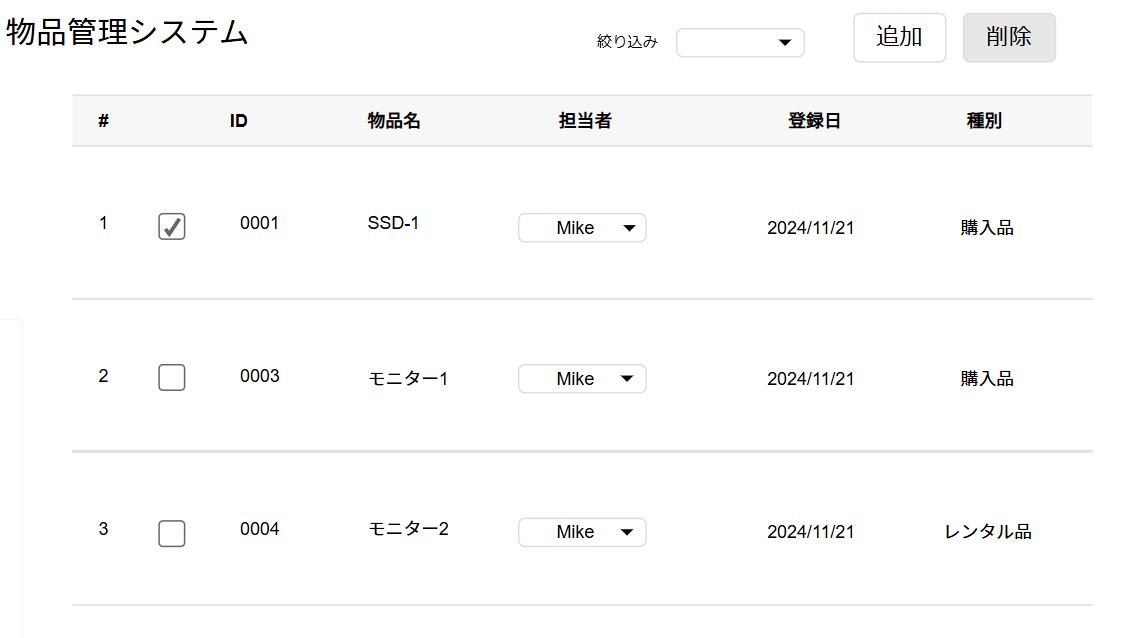 物品管理システム
絞り込み 追加 削除
# ID 物品名 担当者 登録日 種別
1 0001 SSD-1 Mike 2024/11/21 購入品
2 0003 モニター1 Mike 2024/11/21 購入品
3 0004 モニター2 Mike 2024/11/21 レンタル品